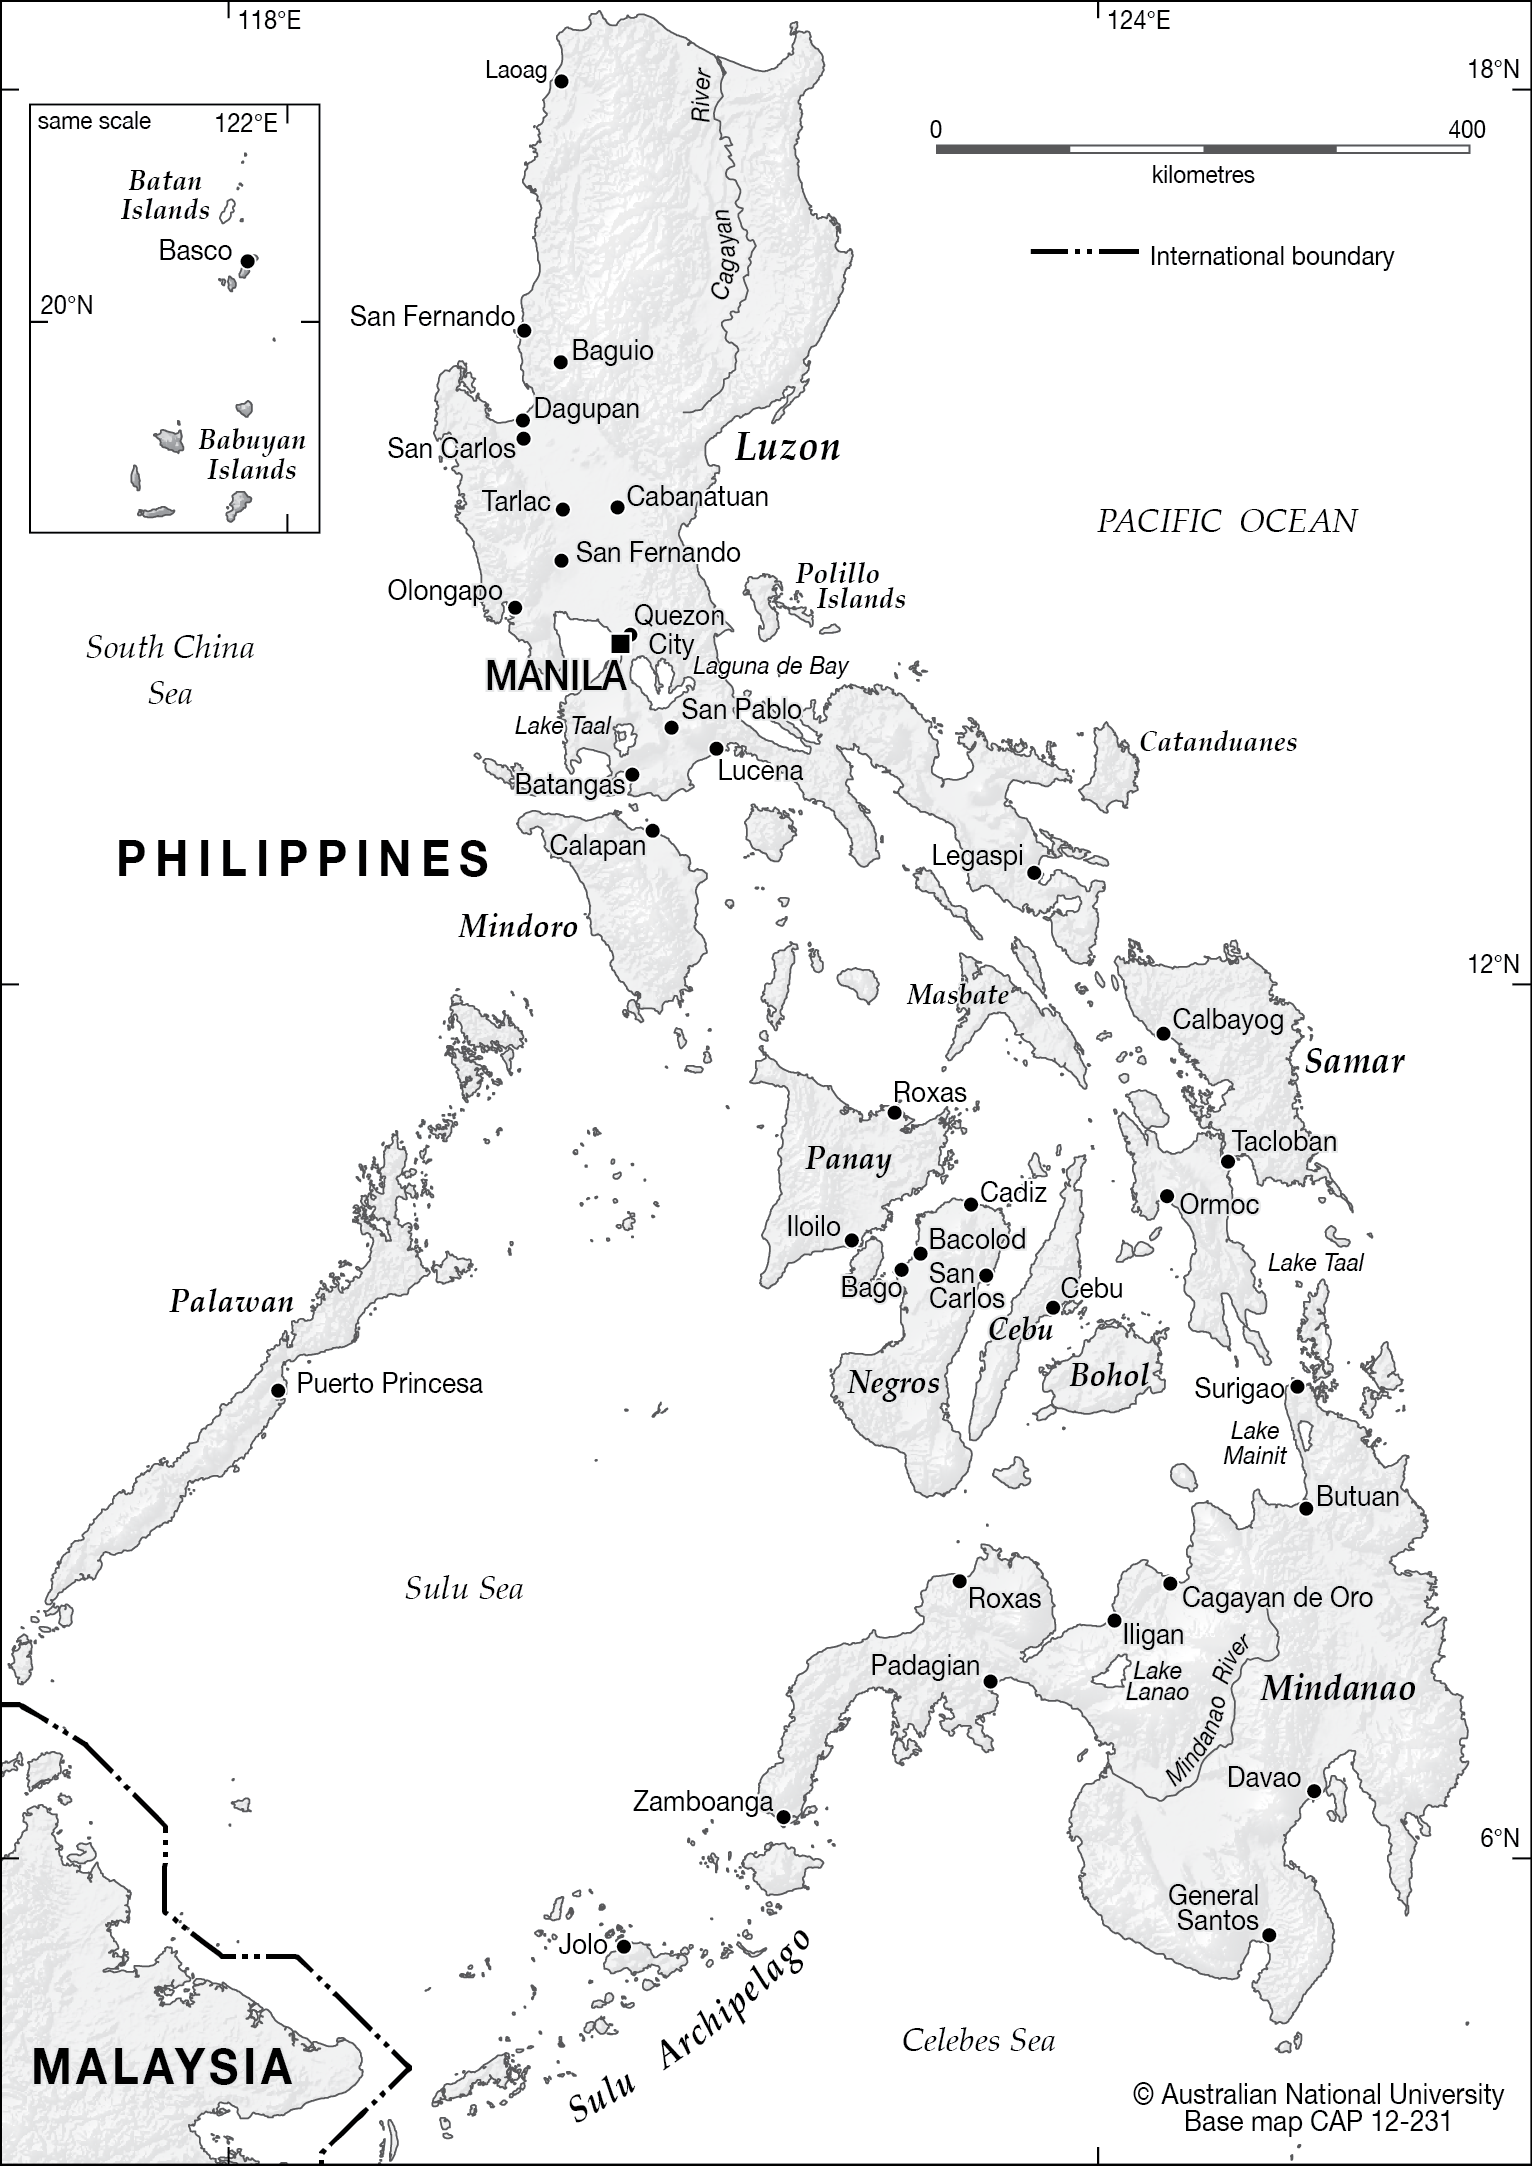 118°E
124°E
18°N
Laoag
River
same scale
122°E
0
400
kilometres
Batan
Islands
Basco
Cagayan
International boundary
20°N
San Fernando
Baguio
Dagupan
San Carlos
Luzon
Babuyan
Islands
Tarlac
Cabanatuan
PACIFIC OCEAN
San Fernando
Polillo
Islands
Olongapo
Quezon
City
South China
Sea
MANILA
Laguna de Bay
San Pablo
Lake Taal
Catanduanes
Lucena
Batangas
Calapan
PHILIPPINES
Legaspi
Mindoro
12°N
Masbate
Calbayog
Samar
Roxas
Tacloban
Panay
Cadiz
Ormoc
Iloilo
Bacolod
Lake Taal
Bago
San
Carlos
Cebu
Palawan
Cebu
Bohol
Negros
Puerto Princesa
Surigao
Lake
Mainit
Butuan
Sulu Sea
Roxas
Cagayan de Oro
Iligan
Padagian
Lake
Lanao
Mindanao River
Mindanao
Davao
Zamboanga
6°N
General
Santos
Jolo
Sulu Archipelago
Celebes Sea
MALAYSIA
© Australian National University
Base map CAP 12-231